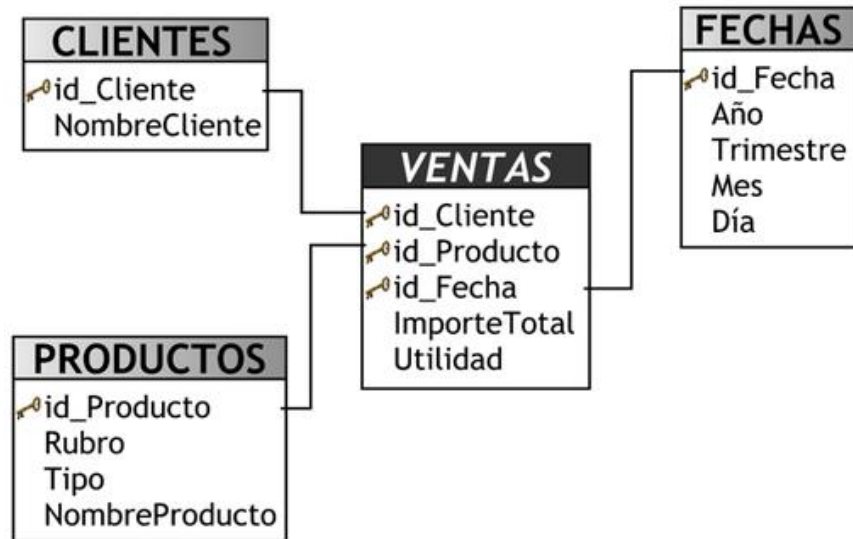 CLIENTES
id_Cliente
NombreCliente
VENTAS
id_Cliente
id_Producto
id_Fecha
ImporteTotal
Utilidad
FECHAS
id_Fecha
Año
Trimestre
Mes
Día
PRODUCTOS
id_Producto
Rubro
Tipo
NombreProducto